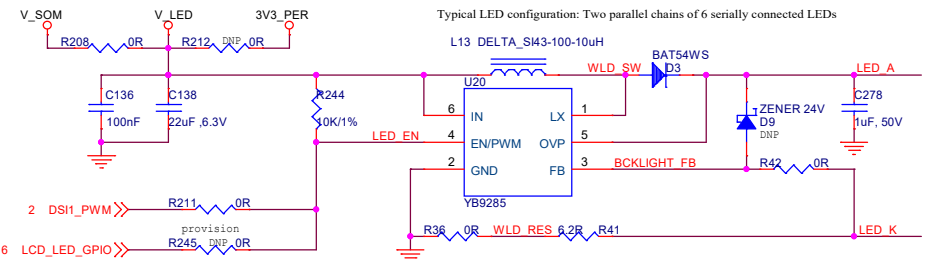 V_SOM V_LED 3V3_PER Typical LED configuration: Two parallel chains of 6 serially connected LEDs
R208 0R R212 DNP 0R L13 DELTA_SI43-100-10uH
BAT54WS
WLD_SW D3 LED_A
U20
C136 C138 R244 C278
6 IN LX 1 ZENER 24V
100nF 22uF ,6.3V 10K/1% D9 1uF, 50V
LED_EN 4 EN/PWM OVP 5 DNP
2 GND FB 3 BCKLIGHT_FB R42 0R
YB9285
2 DSI1_PWM R211 0R
provision R36 0R WLD_RES 6.2R R41 LED_K
6 LCD_LED_GPIO R245 DNP 0R